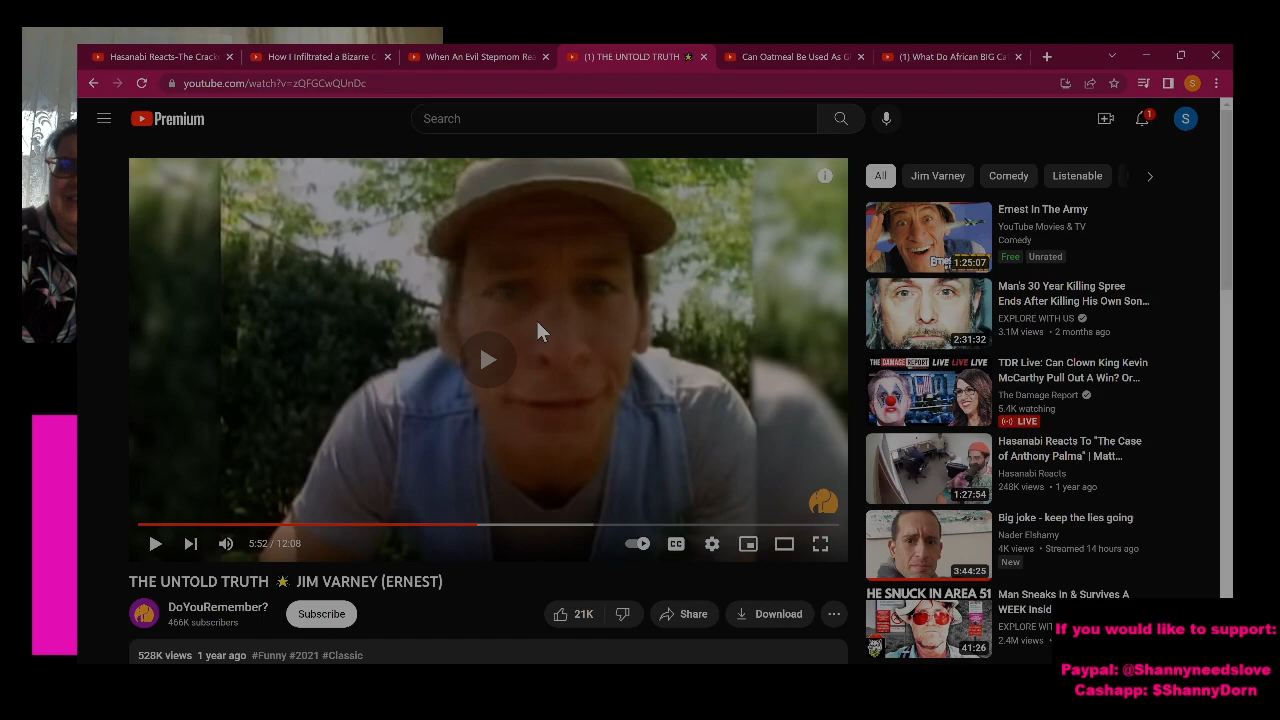 Hasanabi Reacts-The Crack
How I Infiltrated a Bizarre
When An Evil Stepmom Rea
(1) THE UNTOLD TRUTH
Can Oatmeal Be Used As
(1) What Do African BIG Ca
youtube.com/watch?v=zQFGCwQUnDc
S
Premium
Search
1
S
All
Jim Varney
Comedy
Listenable
Ernest In The Army
YouTube Movies & TV
Comedy
Free
Unrated
1:25:07
Man's 30 Year Killing Spree
Ends After Killing His Own Son...
EXPLORE WITH US
3.1M views • 2 months ago
2:31:32
THE DAMAGE REPORT LIVE LIVE LIVE
TDR Live: Can Clown King Kevin
McCarthy Pull Out A Win? Or...
The Damage Report
5.4K watching
LIVE
Hasanabi Reacts To "The Case
of Anthony Palma" | Matt...
Hasanabi Reacts
248K views • 1 year ago
1:27:54
Big joke - keep the lies going
Nader Elshamy
4K views • Streamed 14 hours ago
New
3:44:25
HE SNUCK IN AREA 51
Man Sneaks In & Survives A
WEEK Insid
EXPLORE WIT
2.4M views •
41:26
5:52 / 12:08
CC
THE UNTOLD TRUTH ⭐ JIM VARNEY (ERNEST)
DoYouRemember?
466K subscribers
Subscribe
21K
Share
Download
528K views 1 year ago #Funny #2021 #Classic
If you would like to support:
Paypal: @Shannyneedslove
Cashapp: $ShannyDorn